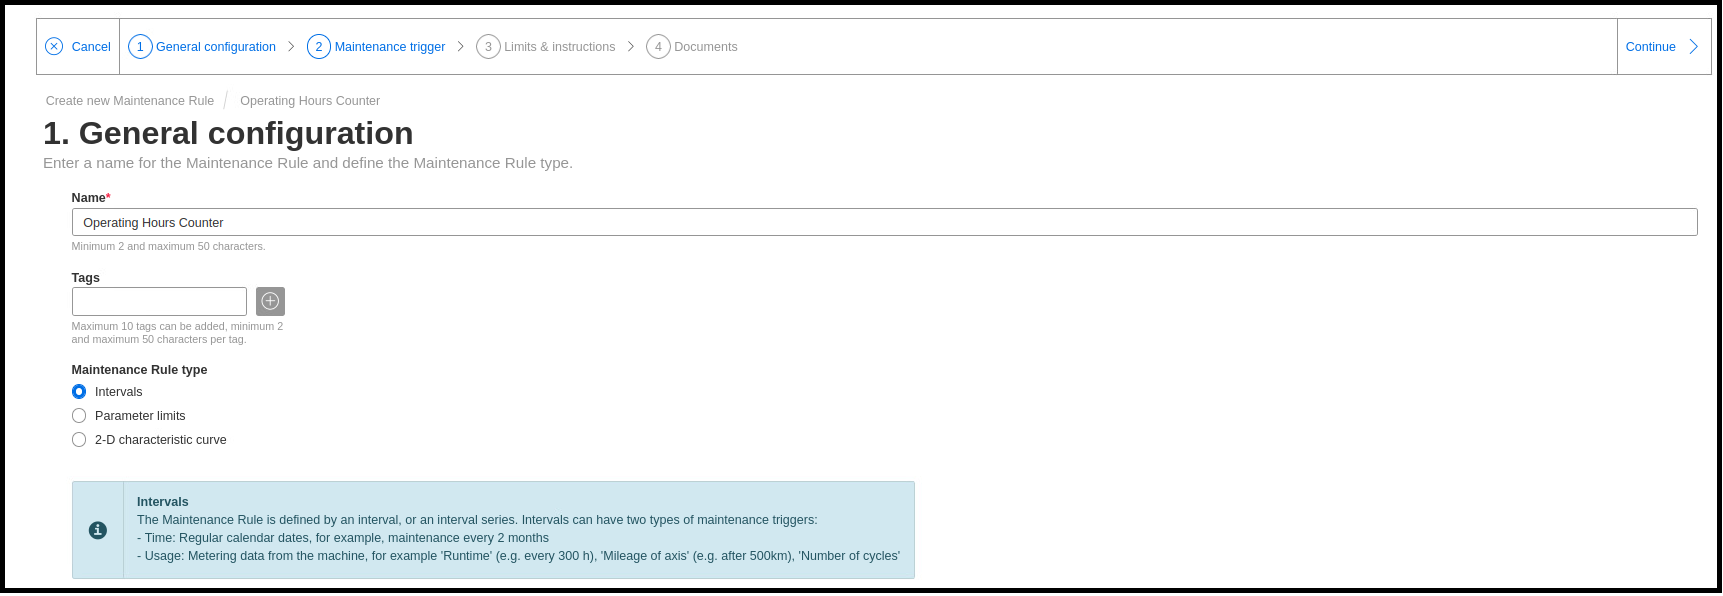 Cancel 1 General configuration 2 Maintenance trigger 3 Limits & instructions 4 Documents Continue
Create new Maintenance Rule / Operating Hours Counter
1. General configuration
Enter a name for the Maintenance Rule and define the Maintenance Rule type.
Name*
Operating Hours Counter
Minimum 2 and maximum 50 characters.
Tags
Maximum 10 tags can be added, minimum 2
and maximum 50 characters per tag.
Maintenance Rule type
Intervals
Parameter limits
2-D characteristic curve
Intervals
The Maintenance Rule is defined by an interval, or an interval series. Intervals can have two types of maintenance triggers:
- Time: Regular calendar dates, for example, maintenance every 2 months
- Usage: Metering data from the machine, for example 'Runtime' (e.g. every 300 h), 'Mileage of axis' (e.g. after 500km), 'Number of cycles'